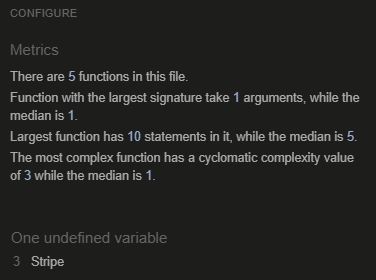 CONFIGURE
Metrics
There are 5 functions in this file.
Function with the largest signature take 1 arguments, while the
median is 1.
Largest function has 10 statements in it, while the median is 5.
The most complex function has a cyclomatic complexity value
of 3 while the median is 1.
One undefined variable
3 Stripe